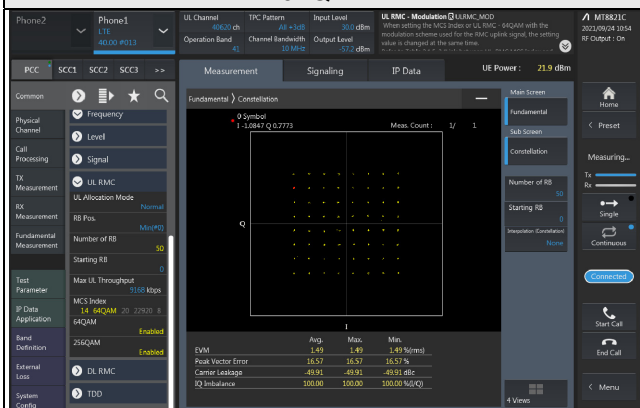 Phone2
Phone1
LTE
40.00 #013
UL Channel
40620 ch
Operation Band
41
TPC Pattern
All +3dB
Channel Bandwidth
10 MHz
Input Level
30.0 dBm
Output Level
-57.2 dBm
UL RMC - Modulation ULRMC_MOD
When setting the MCS Index or UL RMC - 64QAM with the
modulation scheme used for the RMC uplink signal, the setting
value is changed at the same time.
MT8821C
2021/09/24 10:54
RF Output : On
PCC SCC1 SCC2 SCC3 >>
Measurement
Signaling
IP Data
UE Power : 21.9 dBm
Common
Physical
Channel
Call
Processing
TX
Measurement
RX
Measurement
Fundamental
Measurement
Test
Parameter
IP Data
Application
Band
Definition
External
Loss
System
Config
Frequency
Level
Signal
UL RMC
UL Allocation Mode
Normal
RB Pos.
Min(#0)
Number of RB
50
Starting RB
0
Max UL Throughput
9168 kbps
MCS Index
14 64QAM 20 22920 8
64QAM
Enabled
256QAM
Enabled
DL RMC
TDD
Fundamental > Constellation
0 Symbol
I -1.0847 Q 0.7773
Meas. Count : 1/ 1
Q
I
Avg. Max. Min.
EVM 1.49 1.49 1.49 %(rms)
Peak Vector Error 16.57 16.57 16.57 %
Carrier Leakage -49.91 -49.91 -49.91 dBc
IQ Imbalance 100.00 100.00 100.00 %(I/Q)
Main Screen
Fundamental
Sub Screen
Constellation
Number of RB
50
Starting RB
0
Interpolation (Constellation)
None
4 Views
Home
< Preset
Measuring...
Tx
Rx
Single
Continuous
Connected
Start Call
End Call
< Menu